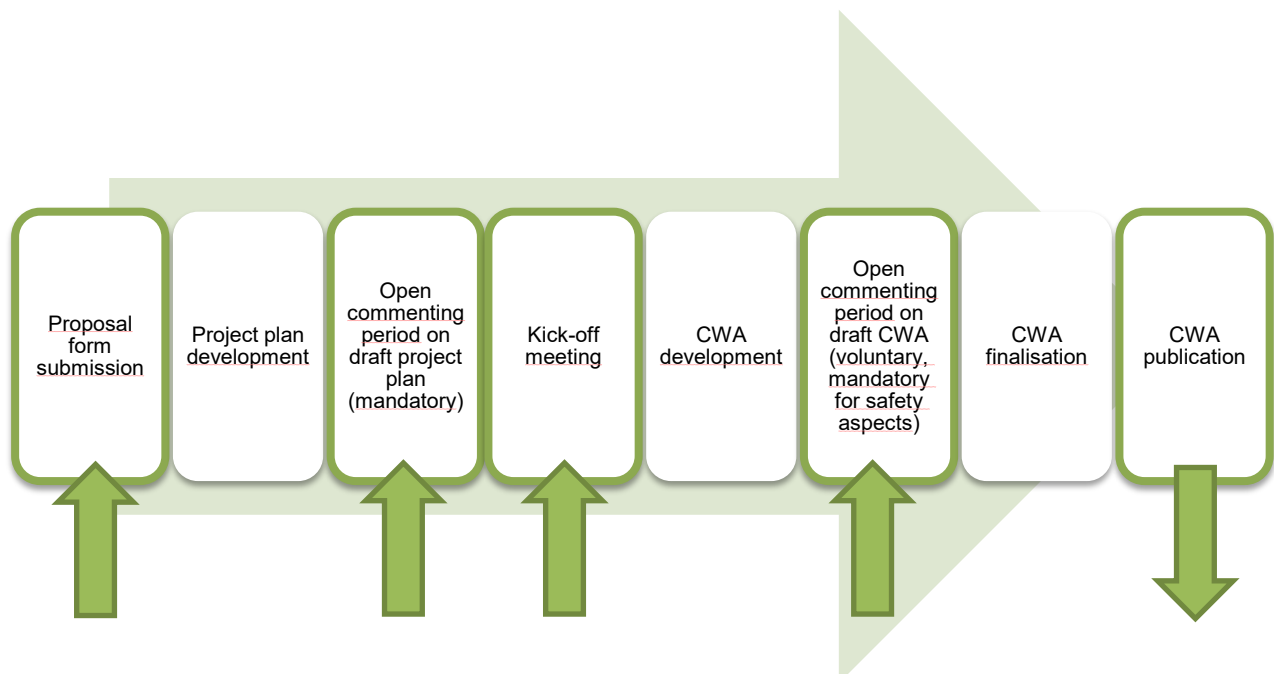 Proposal
form
submission
Project plan
development
Open
commenting
period on
draft project
plan
(mandatory)
Kick-off
meeting
CWA
development
Open
commenting
period on
draft CWA
(voluntary,
mandatory
for safety
aspects)
CWA
finalisation
CWA
publication